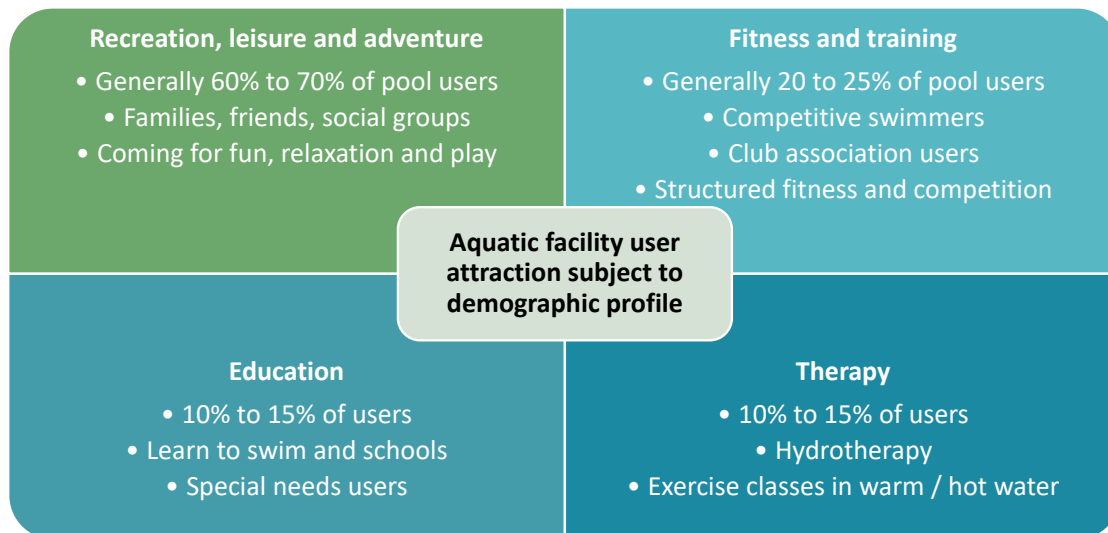 Recreation, leisure and adventure
• Generally 60% to 70% of pool users
• Families, friends, social groups
• Coming for fun, relaxation and play
Fitness and training
• Generally 20 to 25% of pool users
• Competitive swimmers
• Club association users
• Structured fitness and competition
Aquatic facility user
attraction subject to
demographic profile
Education
• 10% to 15% of users
• Learn to swim and schools
• Special needs users
Therapy
• 10% to 15% of users
• Hydrotherapy
• Exercise classes in warm / hot water